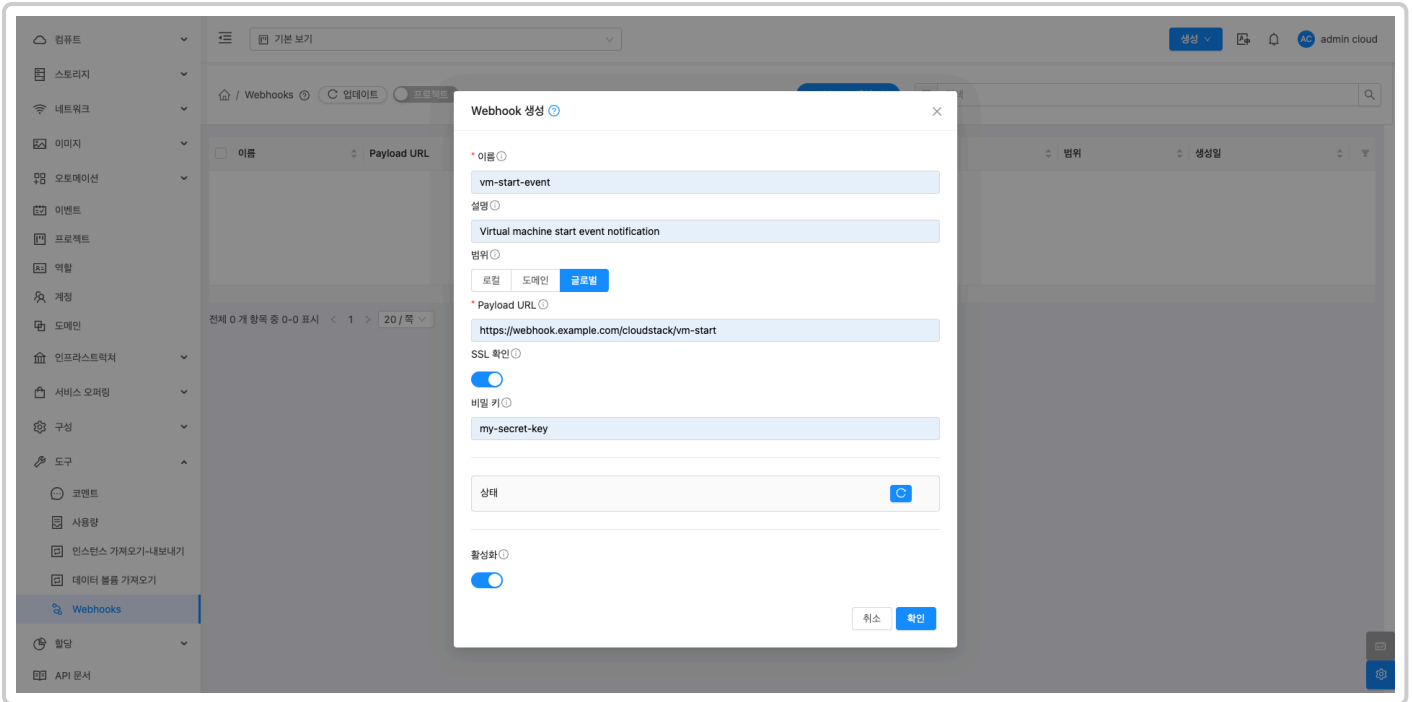 컴퓨트
스토리지
네트워크
이미지
오토메이션
이벤트
프로젝트
역할
계정
도메인
인프라스트럭쳐
서비스 오퍼링
구성
도구
코멘트
사용량
인스턴스 가져오기-내보내기
데이터 볼륨 가져오기
Webhooks
할당
API 문서
기본 보기
생성
AC admin cloud
/ Webhooks 업데이트 프로젝트
이름 Payload URL 범위 생성일
전체 0 개 항목 중 0-0 표시 < 1 > 20 / 쪽
Webhook 생성
* 이름
vm-start-event
설명
Virtual machine start event notification
범위
로컬 도메인 글로벌
* Payload URL
https://webhook.example.com/cloudstack/vm-start
SSL 확인
비밀 키
my-secret-key
상태
활성화
취소 확인